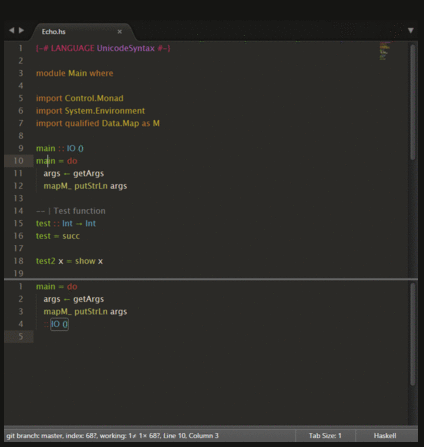 Echo.hs ×
1 {-# LANGUAGE UnicodeSyntax #-}
2
3 module Main where
4
5 import Control.Monad
6 import System.Environment
7 import qualified Data.Map as M
8
9 main :: IO ()
10 main = do
11 args ← getArgs
12 mapM_ putStrLn args
13
14 -- | Test function
15 test :: Int → Int
16 test = succ
17
18 test2 x = show x
19
1 main = do
2 args ← getArgs
3 mapM_ putStrLn args
4 :: IO ()
5
git branch: master, index: 68?, working: 1≠ 1× 68?, Line 10, Column 3 Tab Size: 1 Haskell